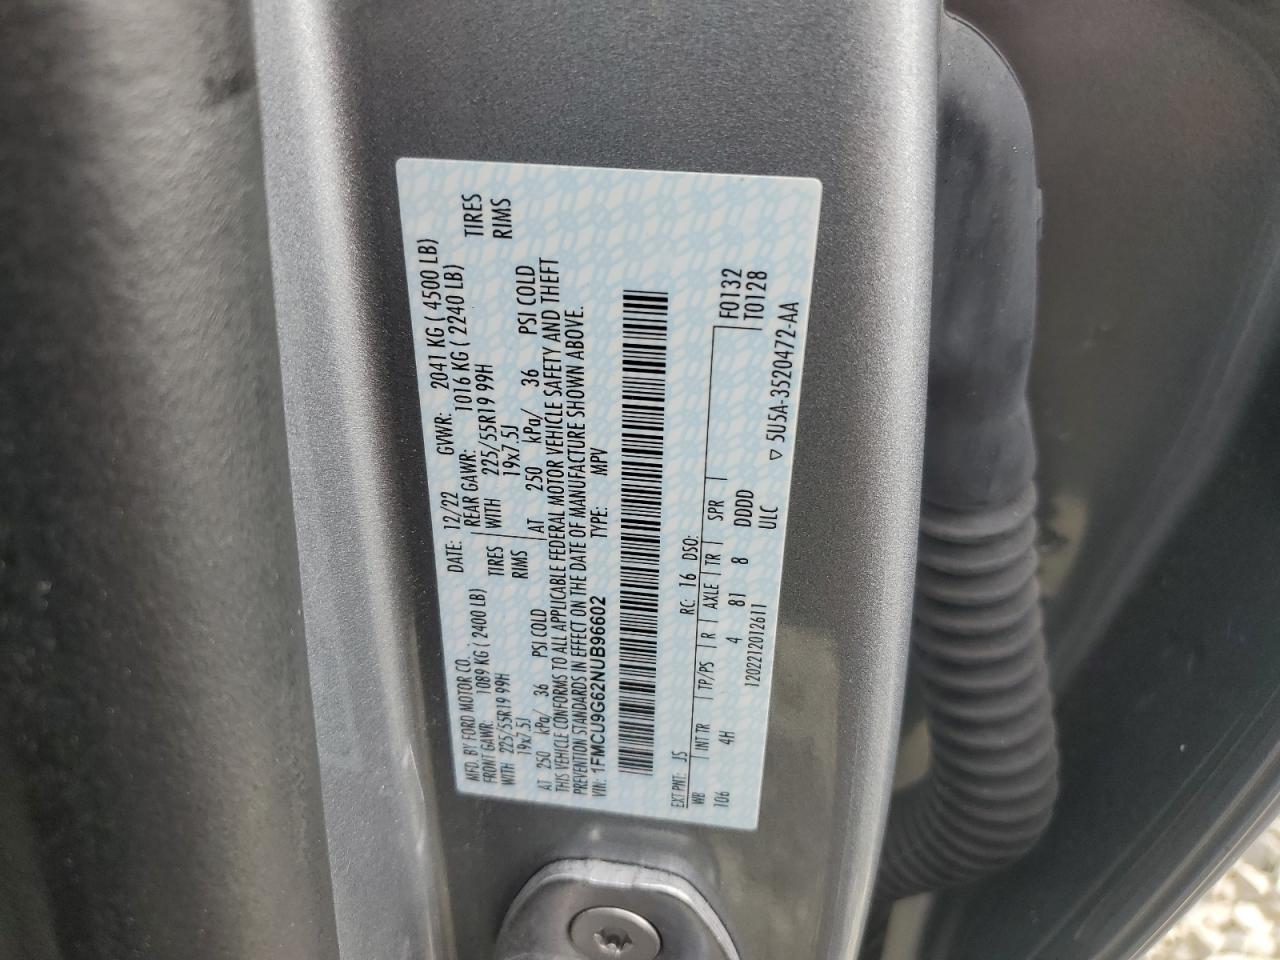 MFD. BY FORD MOTOR CO. DATE: 12/22 GVWR: 2041 KG ( 4500 LB)
FRONT GAWR: 1089 KG ( 2400 LB) REAR GAWR: 1016 KG ( 2240 LB)
WITH 225/55R19 99H TIRES WITH 225/55R19 99H TIRES
19x7.5J RIMS 19x7.5J RIMS
AT 250 kPa/ 36 PSI COLD AT 250 kPa/ 36 PSI COLD
THIS VEHICLE CONFORMS TO ALL APPLICABLE FEDERAL MOTOR VEHICLE SAFETY AND THEFT
PREVENTION STANDARDS IN EFFECT ON THE DATE OF MANUFACTURE SHOWN ABOVE.
VIN: 1FMCU9G62NUB96602 TYPE: MPV
EXT PNT: JS RC: 16 DSO: F0132
WB INT TR TP/PS R AXLE TR SPR T0128
106 4H 4 81 8 DDDD
ULC
1202212012611 ▽ 5U5A-3520472-AA